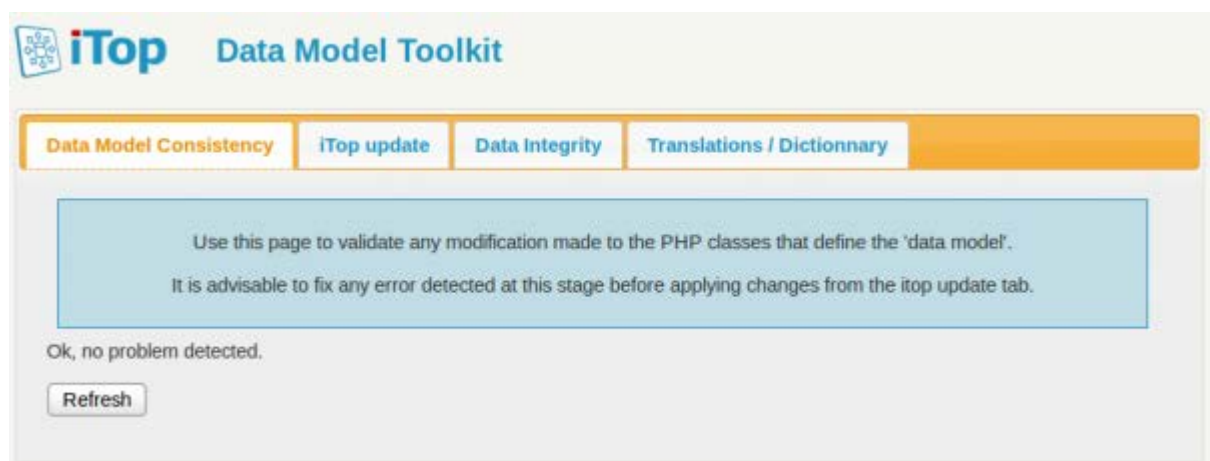 iTop Data Model Toolkit
Data Model Consistency iTop update Data Integrity Translations / Dictionnary
Use this page to validate any modification made to the PHP classes that define the 'data model'.
It is advisable to fix any error detected at this stage before applying changes from the itop update tab.
Ok, no problem detected.
Refresh